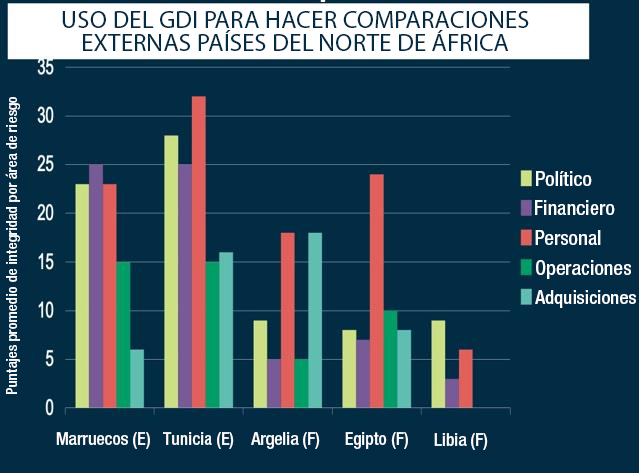 USO DEL GDI PARA HACER COMPARACIONES
EXTERNAS PAÍSES DEL NORTE DE ÁFRICA
Puntajes promedio de integridad por área de riesgo
35
30
25
20
15
10
5
0
Marruecos (E)
Tunicia (E)
Argelia (F)
Egipto (F)
Libia (F)
Político
Financiero
Personal
Operaciones
Adquisiciones